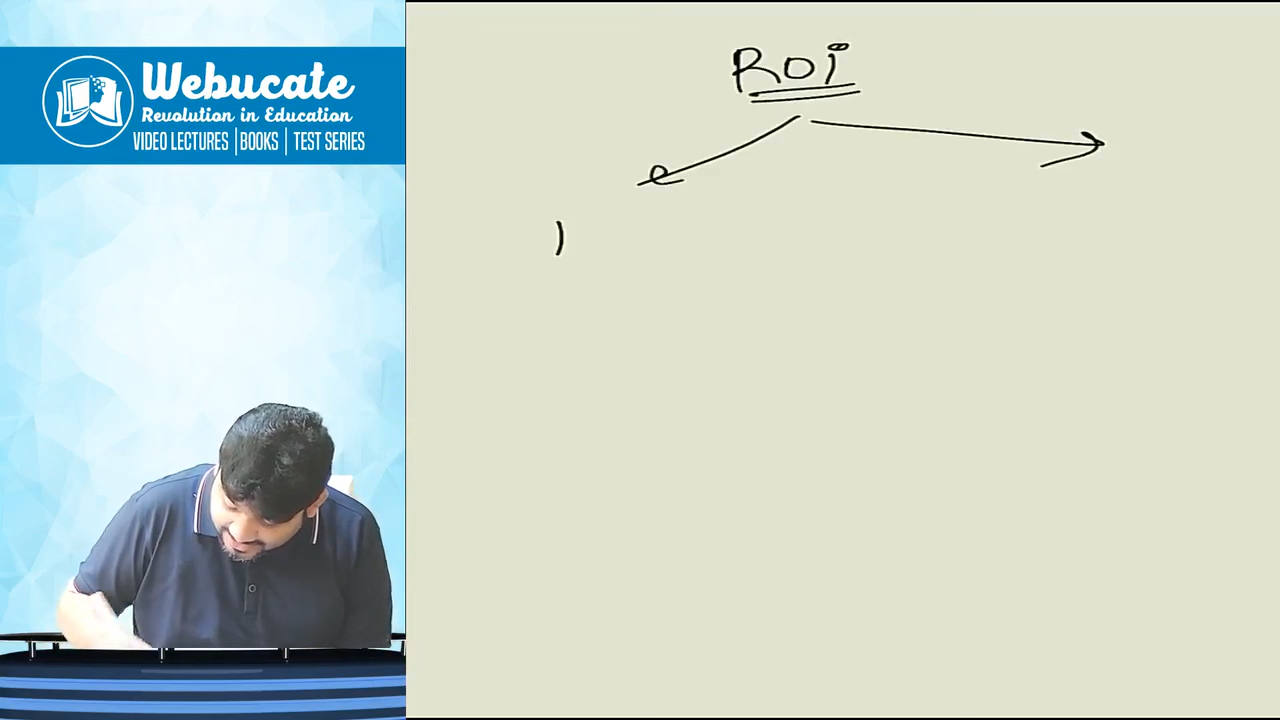 Webucate
Revolution in Education
VIDEO LECTURES | BOOKS | TEST SERIES
ROi